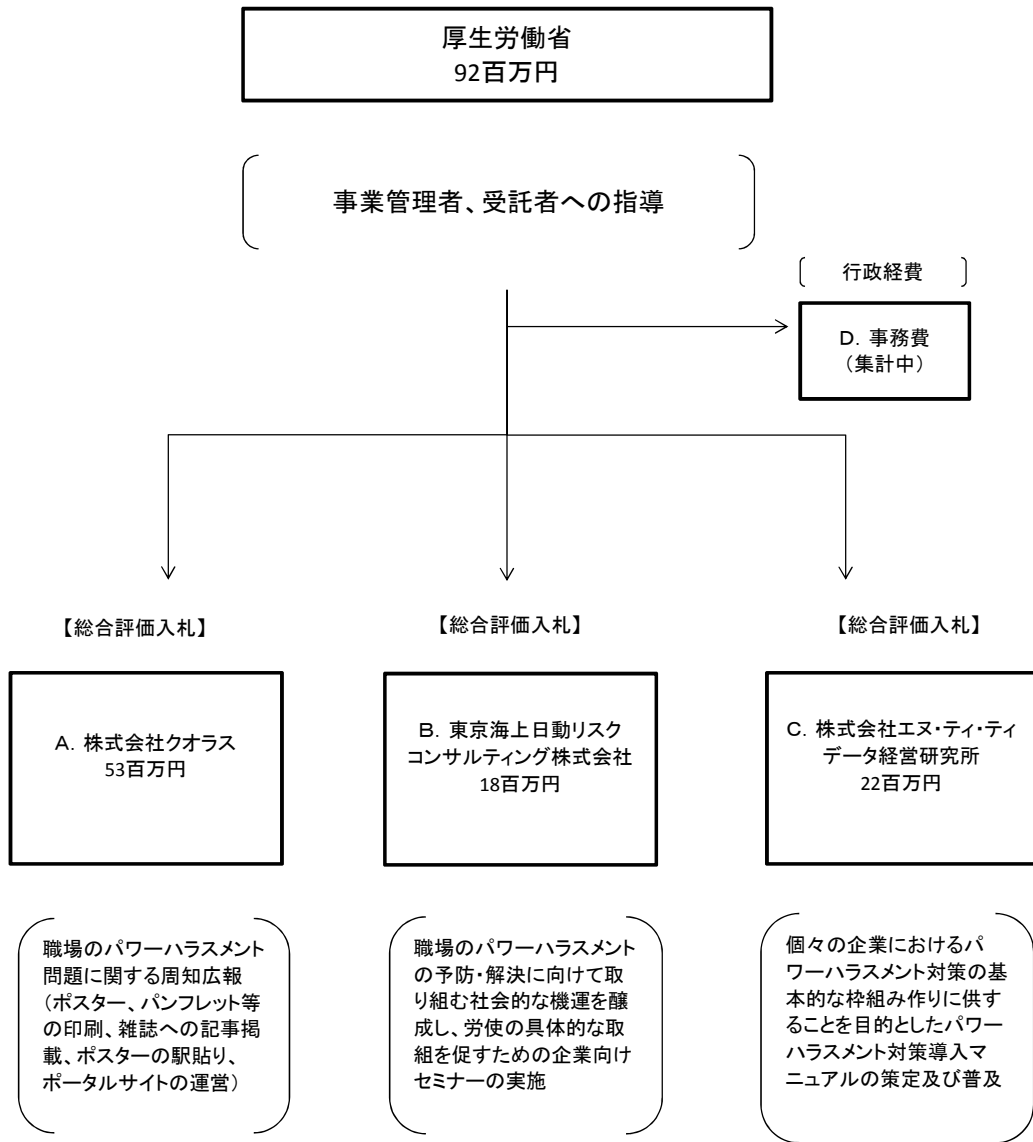 厚生労働省
92百万円
事業管理者、受託者への指導
行政経費
D．事務費
（集計中）
【総合評価入札】
A．株式会社クオラス
53百万円
職場のパワーハラスメント
問題に関する周知広報
（ポスター、パンフレット等
の印刷、雑誌への記事掲
載、ポスターの駅貼り、
ポータルサイトの運営）
【総合評価入札】
B．東京海上日動リスク
コンサルティング株式会社
18百万円
職場のパワーハラスメント
の予防・解決に向けて取
り組む社会的な機運を醸
成し、労使の具体的な取
組を促すための企業向け
セミナーの実施
【総合評価入札】
C．株式会社エヌ・ティ・ティ
データ経営研究所
22百万円
個々の企業におけるパ
ワーハラスメント対策の基
本的な枠組み作りに供す
ることを目的としたパワー
ハラスメント対策導入マ
ニュアルの策定及び普及